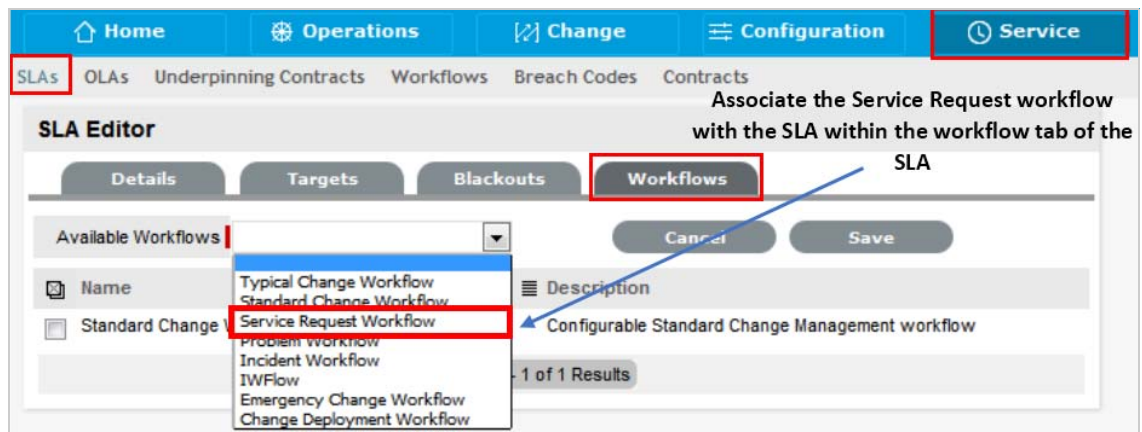 Home Operations Change Configuration Service
SLAs OLAs Underpinning Contracts Workflows Breach Codes Contracts
Associate the Service Request workflow
with the SLA within the workflow tab of the
SLA
SLA Editor
Details Targets Blackouts Workflows
Available Workflows Cancel Save
Name Description
Typical Change Workflow
Standard Change Workflow
Service Request Workflow
Problem Workflow
Incident Workflow
IWFlow
Emergency Change Workflow
Change Deployment Workflow
Standard Change Configurable Standard Change Management workflow
1 of 1 Results